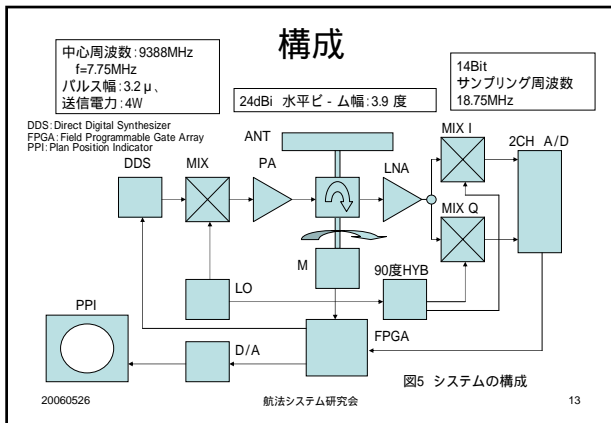 構成
中心周波数:9388MHz
f=7.75MHz
パルス幅:3.2μ、
送信電力:4W
24dBi 水平ビ-ム幅:3.9 度
14Bit
サンプリング周波数
18.75MHz
DDS:Direct Digital Synthesizer
FPGA:Field Programmable Gate Array
PPI:Plan Position Indicator
ANT
MIX I
2CH A/D
DDS
MIX
PA
LNA
MIX Q
M
90度HYB
LO
PPI
D/A
FPGA
図5 システムの構成
20060526
航法システム研究会
13